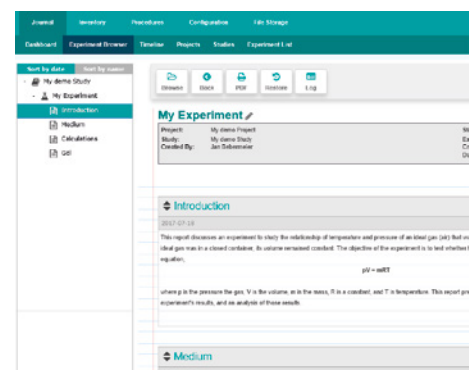 Journal Inventory Procedures Configuration File Storage
Dashboard Experiment Browser Timeline Projects Studies Experiment List
Sort by date Sort by name
My demo Study
My Experiment
Introduction
Medium
Calculations
Gel
Browse Back PDF Restore Log
My Experiment
Project: My demo Project
Study: My demo Study
Created By: Jan
Introduction
2017-07-19
This report discusses an experiment to study the relationship of temperature and pressure of an ideal gas (air) that
ideal gas was in a closed container, its volume remained constant. The objective of the experiment is to test whether
equation,
pV = mRT
where p is the pressure the gas, V is the volume, m is the mass, R is a constant, and T is temperature. This report
experiment's results, and an analysis of those results.
Medium